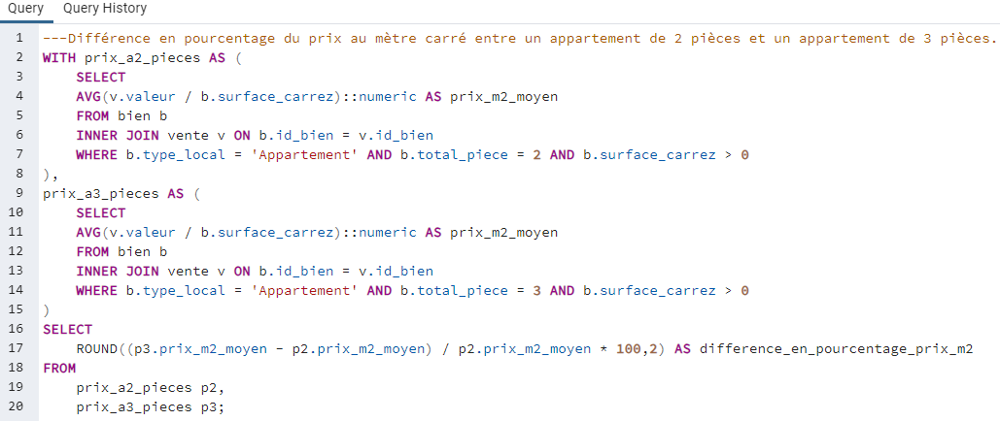 Query Query History
1 ---Différence en pourcentage du prix au mètre carré entre un appartement de 2 pièces et un appartement de 3 pièces.
2 WITH prix_a2_pieces AS (
3 SELECT
4 AVG(v.valeur / b.surface_carrez)::numeric AS prix_m2_moyen
5 FROM bien b
6 INNER JOIN vente v ON b.id_bien = v.id_bien
7 WHERE b.type_local = 'Appartement' AND b.total_piece = 2 AND b.surface_carrez > 0
8 ),
9 prix_a3_pieces AS (
10 SELECT
11 AVG(v.valeur / b.surface_carrez)::numeric AS prix_m2_moyen
12 FROM bien b
13 INNER JOIN vente v ON b.id_bien = v.id_bien
14 WHERE b.type_local = 'Appartement' AND b.total_piece = 3 AND b.surface_carrez > 0
15 )
16 SELECT
17 ROUND((p3.prix_m2_moyen - p2.prix_m2_moyen) / p2.prix_m2_moyen * 100,2) AS difference_en_pourcentage_prix_m2
18 FROM
19 prix_a2_pieces p2,
20 prix_a3_pieces p3;